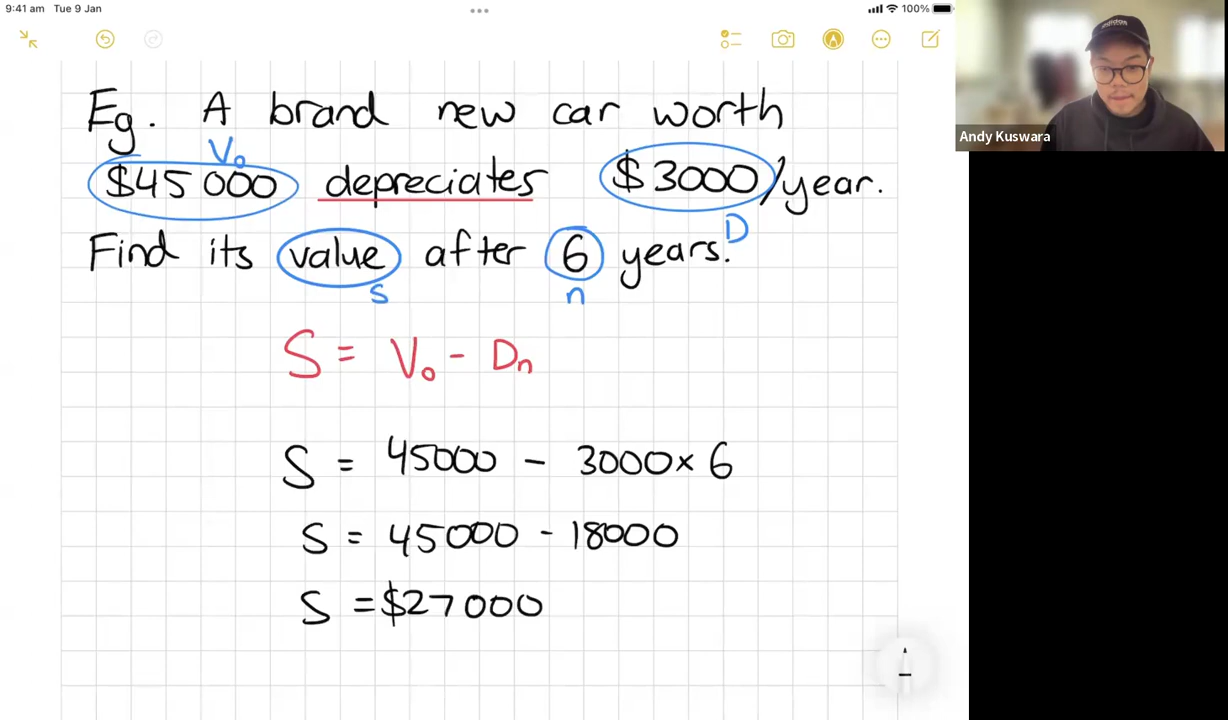 9:41 am Tue 9 Jan
100%
adidas
Andy Kuswara
Eg. A brand new car worth
V₀
$45 000 depreciates $3000/year.
D
Find its value after 6 years.
s n
S = V₀ - Dn
S = 45000 - 3000 × 6
S = 45000 - 18000
S = $27000